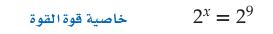 2^x = 2^9 خاصية قوة القوة